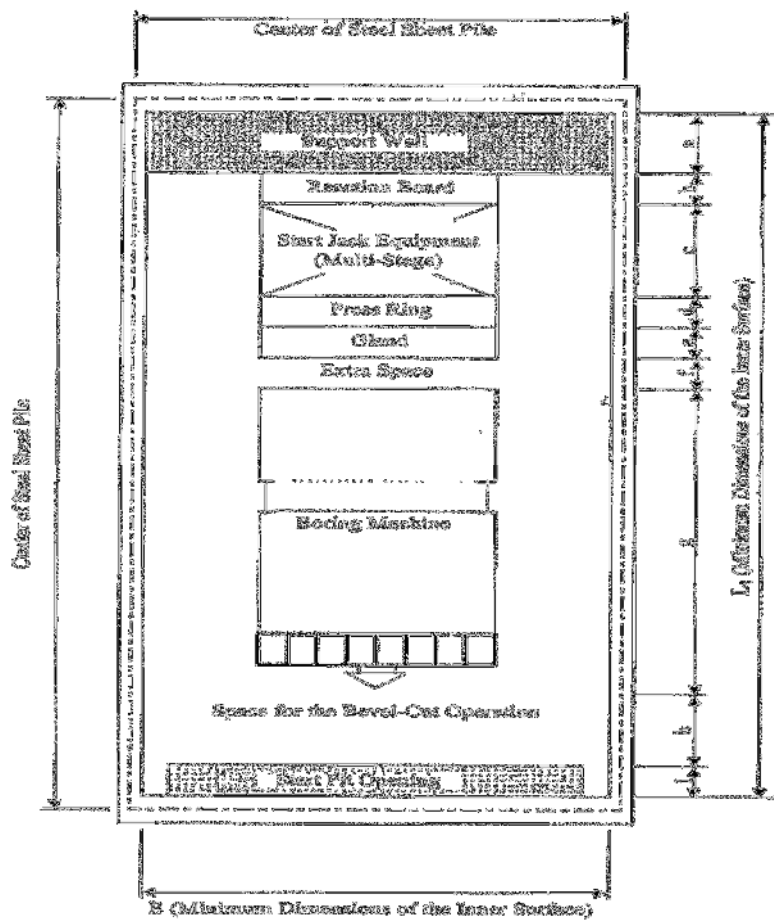 Center of Steel Sheet Pile
Support Wall
Reaction Board
Start Jack Equipment
(Multi-Stage)
Press Ring
Gland
Extra Space
Boring Machine
Space for the Bevel-Cut Operation
Start Pit Opening
B (Minimum Dimensions of the Inner Surface)
Center of Steel Sheet Pile
a
b
c
d
e
f
g
h
i
L₁ (Minimum Dimensions of the Inner Surface)